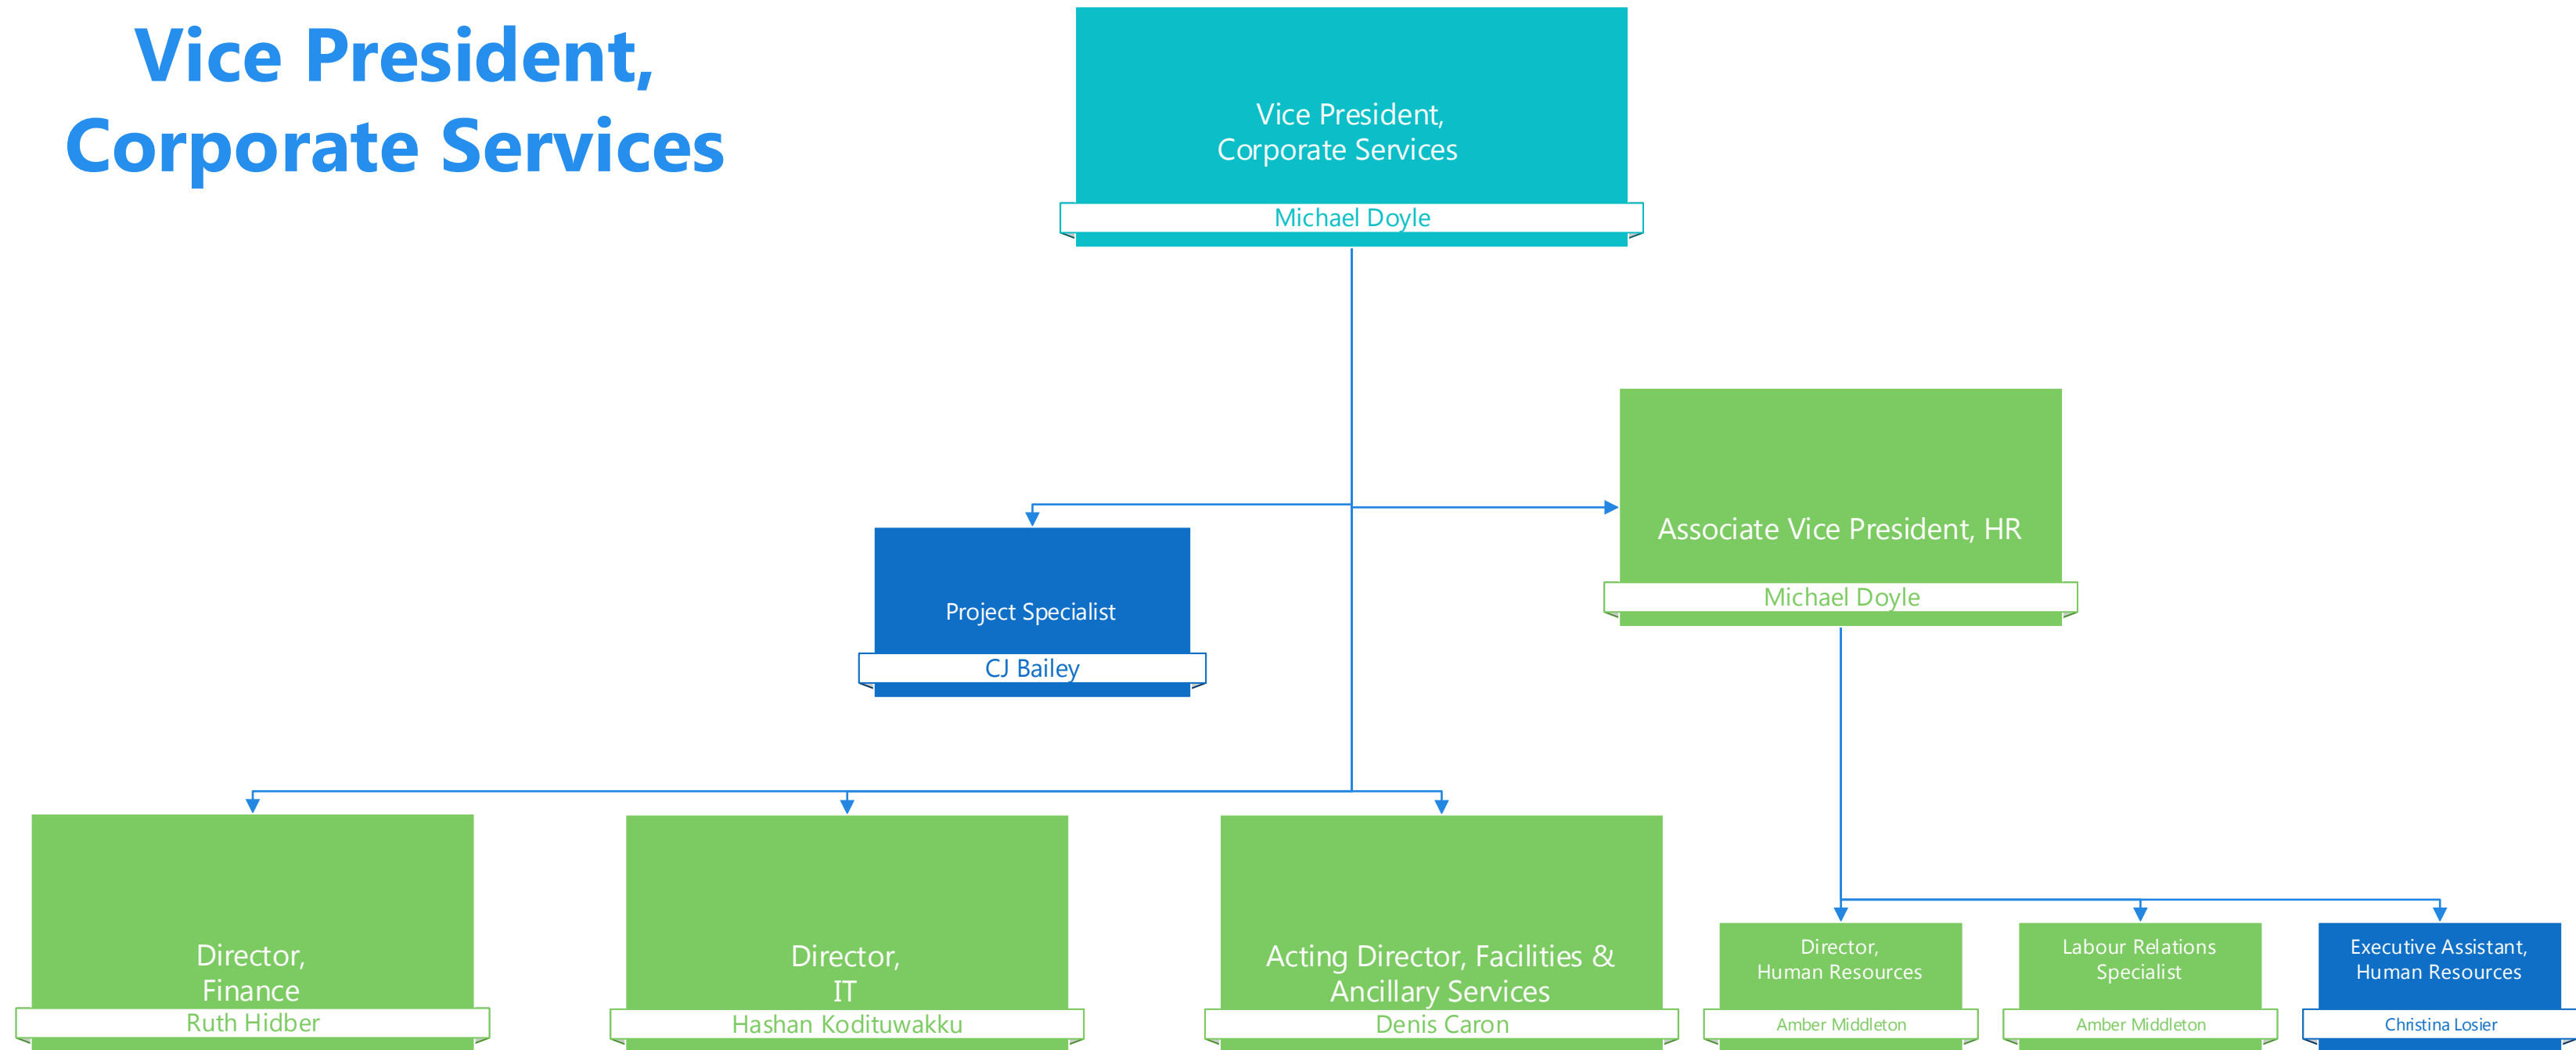 Vice President,
Corporate Services
Vice President,
Corporate Services
Michael Doyle
Associate Vice President, HR
Michael Doyle
Project Specialist
CJ Bailey
Director,
Finance
Ruth Hidber
Director,
IT
Hashan Kodituwakku
Acting Director, Facilities &
Ancillary Services
Denis Caron
Director,
Human Resources
Amber Middleton
Labour Relations
Specialist
Amber Middleton
Executive Assistant,
Human Resources
Christina Losier